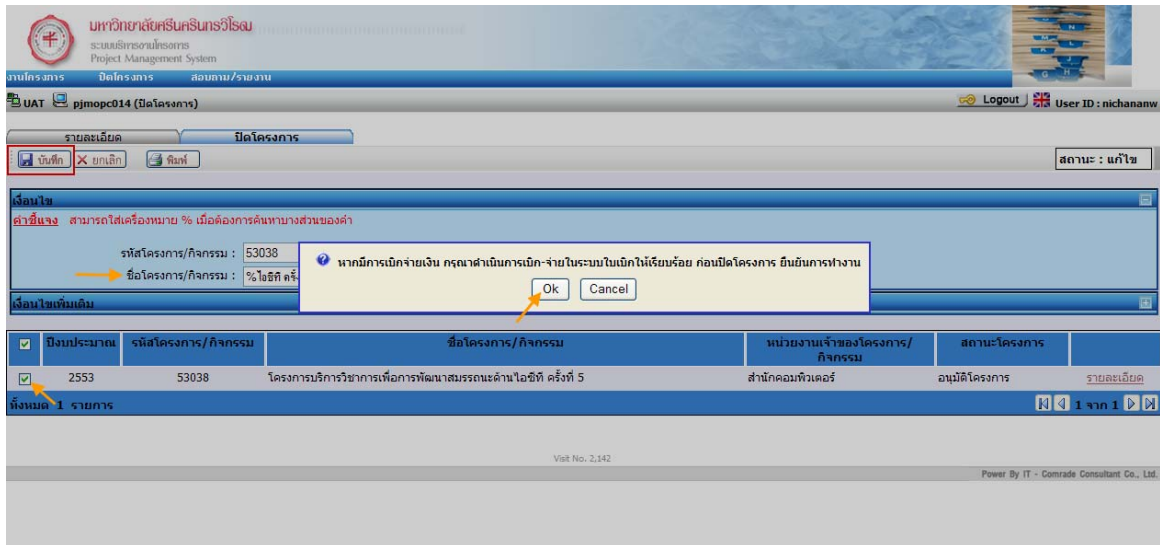 มหาวิทยาลัยศรีนครินทรวิโรฒ
ระบบบริหารงานโครงการ
Project Management System
งานโครงการ ปิดโครงการ สอบถาม/รายงาน
UAT pjmopc014 (ปิดโครงการ) Logout User ID : nichananw
รายละเอียด ปิดโครงการ
บันทึก ยกเลิก พิมพ์ สถานะ : แก้ไข
เงื่อนไข
คำชี้แจง สามารถใส่เครื่องหมาย % เมื่อต้องการค้นหาบางส่วนของคำ
รหัสโครงการ/กิจกรรม : 53038
ชื่อโครงการ/กิจกรรม : %ไอซีที ครั้ง
หากมีการเบิกจ่ายเงิน กรุณาดำเนินการเบิก-จ่ายในระบบใบเบิกให้เรียบร้อย ก่อนปิดโครงการ ยืนยันการทำงาน
Ok Cancel
เงื่อนไขเพิ่มเติม
ปีงบประมาณ รหัสโครงการ/กิจกรรม ชื่อโครงการ/กิจกรรม หน่วยงานเจ้าของโครงการ/กิจกรรม สถานะโครงการ
2553 53038 โครงการบริการวิชาการเพื่อการพัฒนาสมรรถนะด้านไอซีที ครั้งที่ 5 สำนักคอมพิวเตอร์ อนุมัติโครงการ รายละเอียด
ทั้งหมด 1 รายการ 1 จาก 1
Visit No. 2,142
Power By IT - Comrade Consultant Co., Ltd.